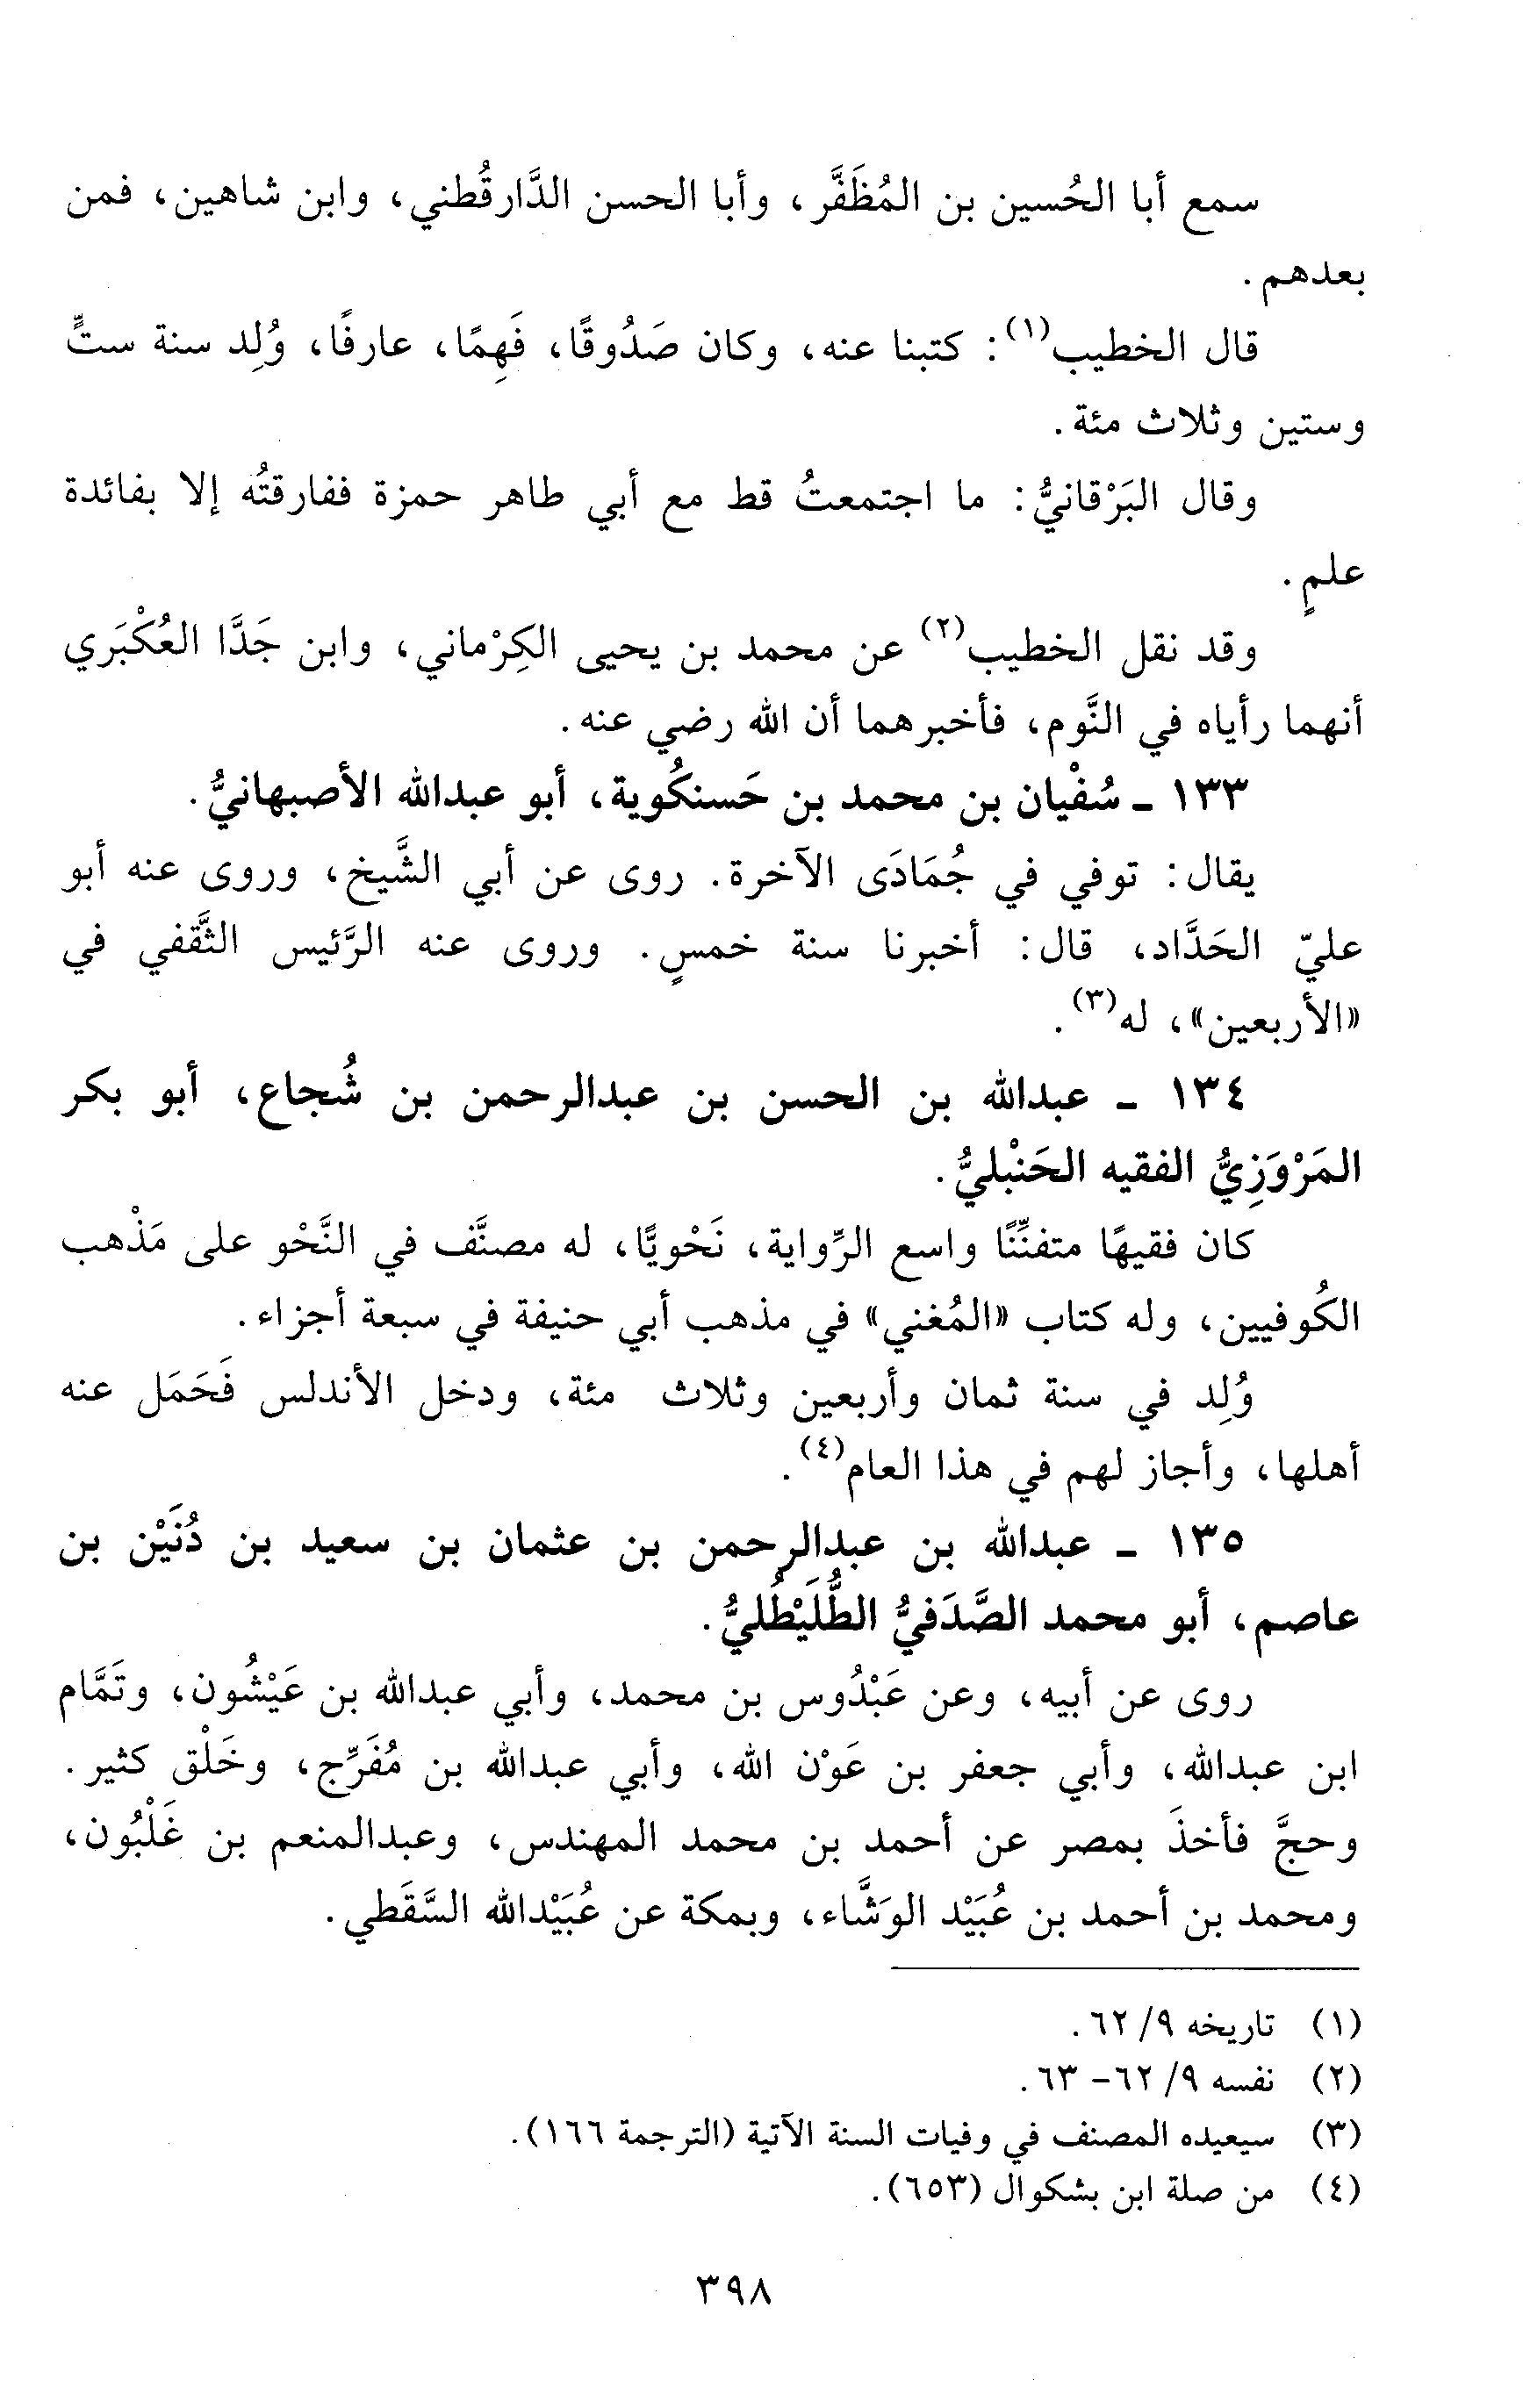 سمع أبا الحُسين بن المُظَفَّر، وأبا الحسن الدَّارقُطني، وابن شاهين، فمن
بعدهم.
قال الخطيب(١): كتبنا عنه، وكان صَدُوقًا، فَهِمًا، عارفًا، وُلِد سنة ستٍّ
وستين وثلاث مئة.
وقال البَرْقانيُّ: ما اجتمعتُ قط مع أبي طاهر حمزة ففارقتُه إلا بفائدة
علمٍ.
وقد نقل الخطيب(٢) عن محمد بن يحيى الكِرْماني، وابن جَدَّا العُكْبَري
أنهما رأياه في النَّوم، فأخبرهما أن الله رضي عنه.
١٣٣ ـ سُفْيان بن محمد بن حَسنكُوية، أبو عبدالله الأصبهانيُّ.
يقال: توفي في جُمَادَى الآخرة. روى عن أبي الشَّيخ، وروى عنه أبو
عليّ الحَدَّاد، قال: أخبرنا سنة خمسٍ. وروى عنه الرَّئيس الثَّقفي في
«الأربعين»، له(٣).
١٣٤ ـ عبدالله بن الحسن بن عبدالرحمن بن شُجاع، أبو بكر
المَرْوَزِيُّ الفقيه الحَنْبليُّ.
كان فقيهًا متفنِّنًا واسع الرِّواية، نَحْويًّا، له مصنَّف في النَّحْو على مَذْهب
الكُوفيين، وله كتاب «المُغني» في مذهب أبي حنيفة في سبعة أجزاء.
وُلِد في سنة ثمان وأربعين وثلاث مئة، ودخل الأندلس فَحَمَل عنه
أهلها، وأجاز لهم في هذا العام(٤).
١٣٥ ـ عبدالله بن عبدالرحمن بن عثمان بن سعيد بن دُنَيْن بن
عاصم، أبو محمد الصَّدَفيُّ الطُّلَيْطُليُّ.
روى عن أبيه، وعن عَبْدُوس بن محمد، وأبي عبدالله بن عَيْشُون، وتَمَّام
ابن عبدالله، وأبي جعفر بن عَوْن الله، وأبي عبدالله بن مُفَرِّج، وخَلْق كثير.
وحجَّ فأخذَ بمصر عن أحمد بن محمد المهندس، وعبدالمنعم بن غَلْبُون،
ومحمد بن أحمد بن عُبَيْد الوَشَّاء، وبمكة عن عُبَيْدالله السَّقَطي.
(١) تاريخه ٩/ ٦٢.
(٢) نفسه ٩/ ٦٢- ٦٣.
(٣) سيعيده المصنف في وفيات السنة الآتية (الترجمة ١٦٦).
(٤) من صلة ابن بشكوال (٦٥٣).
٣٩٨